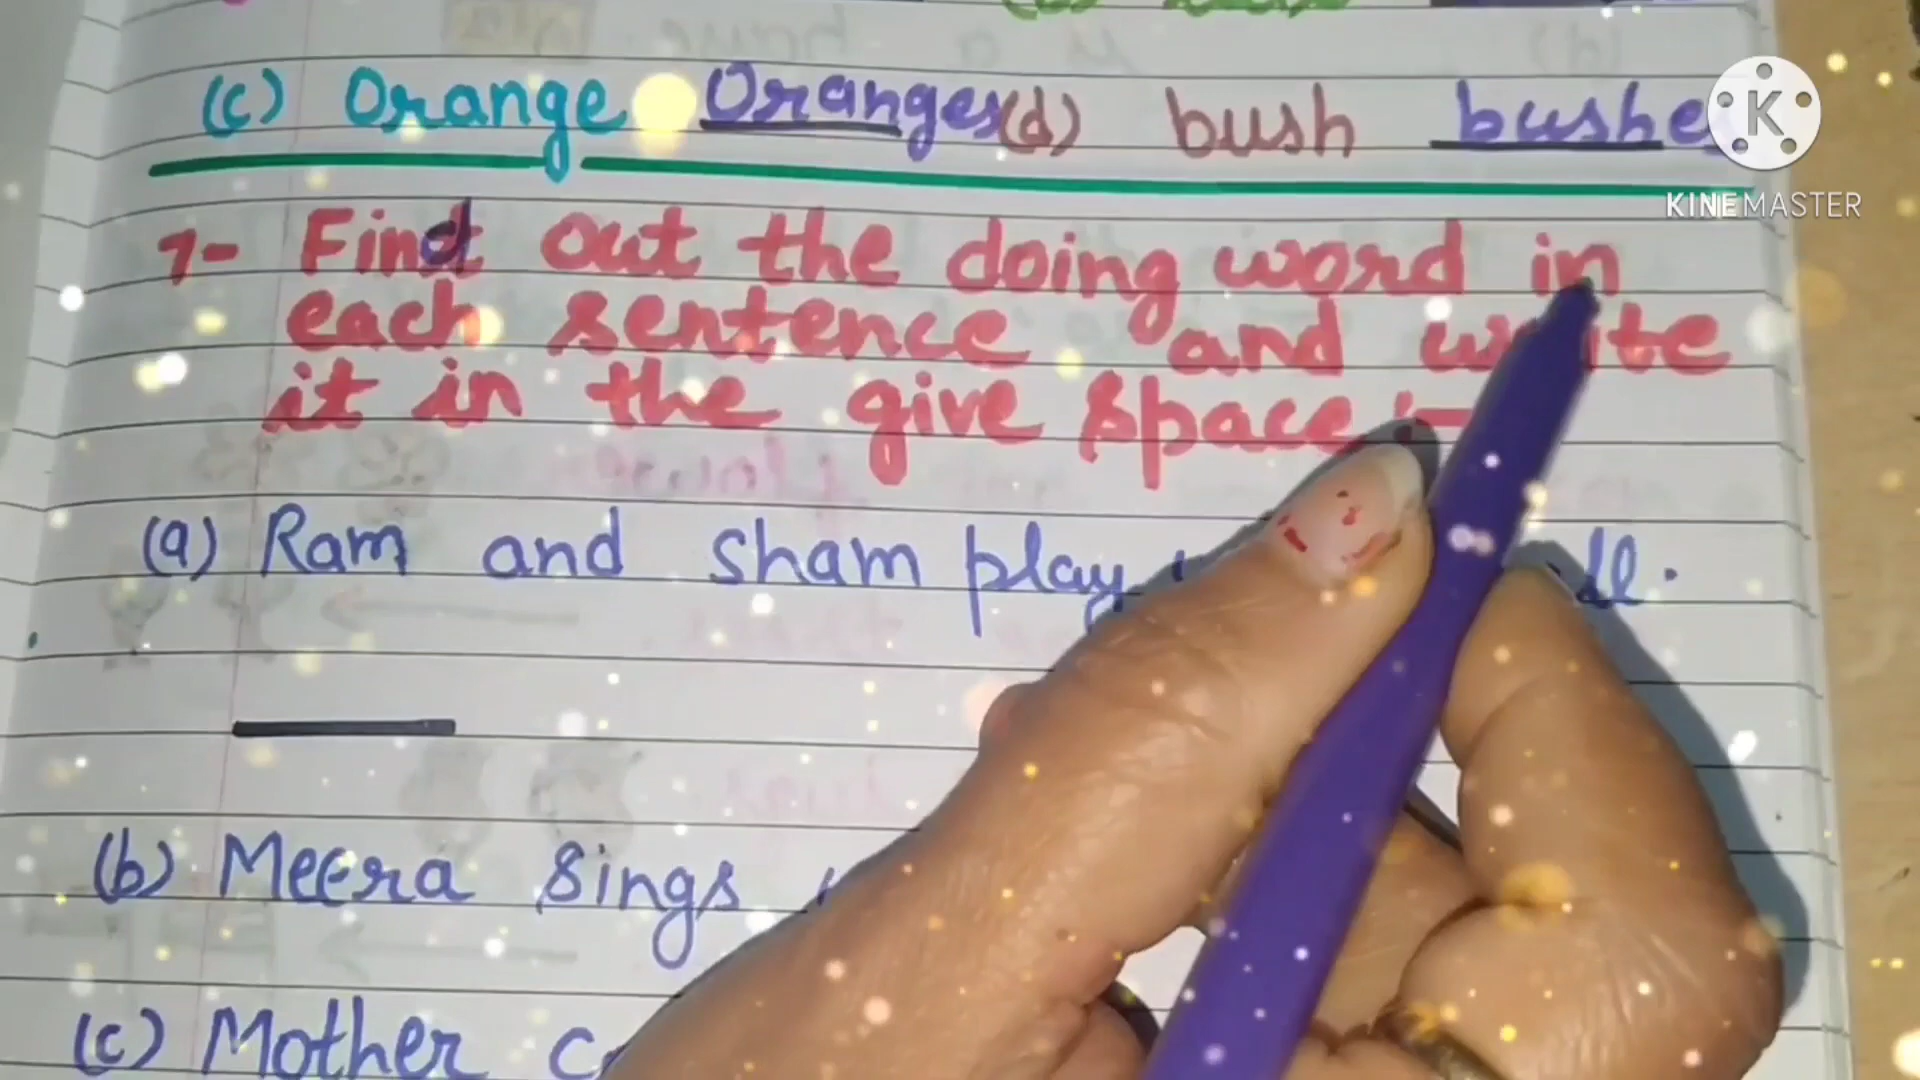 (c) Orange Oranges (d) bush bushes
KINEMASTER
7- Find out the doing word in
each sentence and write
it in the give space :-
(a) Ram and sham play
(b) Meera sings
(c) Mother